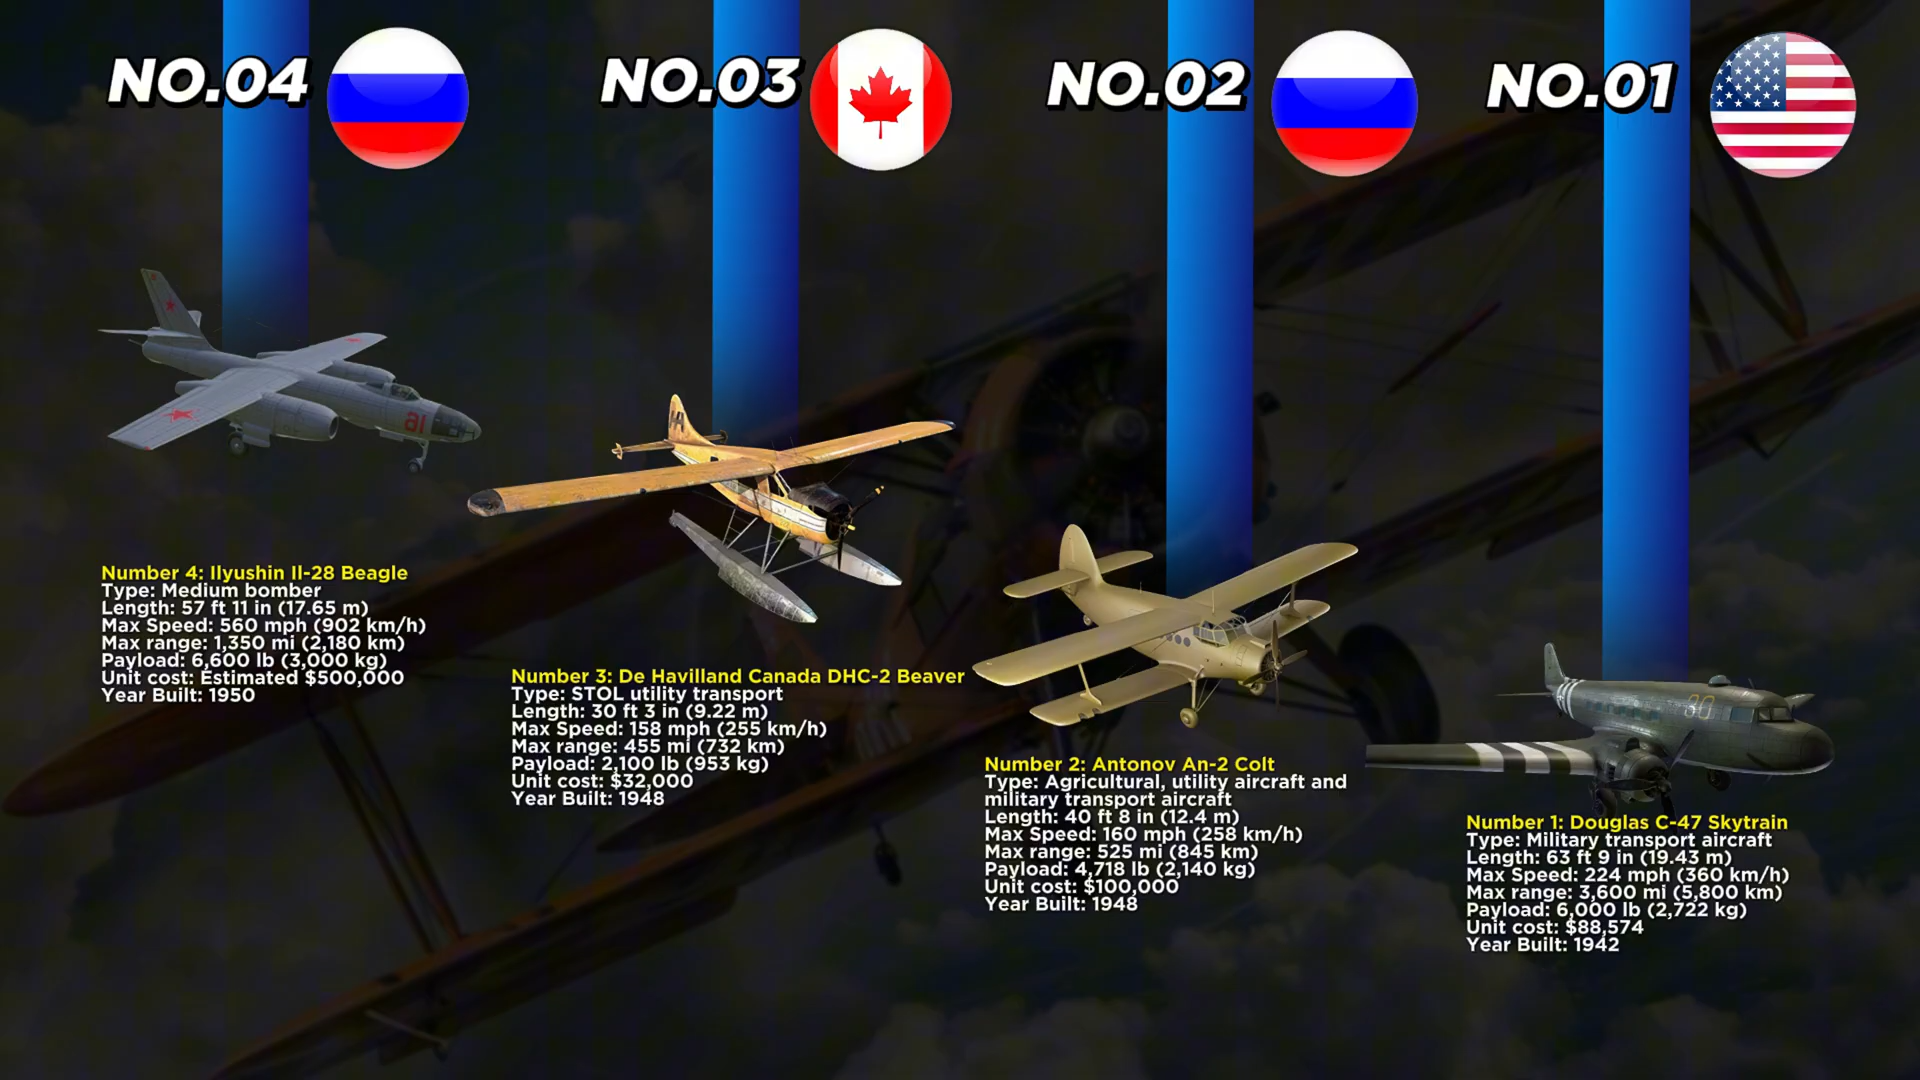 NO.04
NO.03
NO.02
NO.01
Number 4: Ilyushin Il-28 Beagle
Type: Medium bomber
Length: 57 ft 11 in (17.65 m)
Max Speed: 560 mph (902 km/h)
Max range: 1,350 mi (2,180 km)
Payload: 6,600 lb (3,000 kg)
Unit cost: Estimated $500,000
Year Built: 1950
Number 3: De Havilland Canada DHC-2 Beaver
Type: STOL utility transport
Length: 30 ft 3 in (9.22 m)
Max Speed: 158 mph (255 km/h)
Max range: 455 mi (732 km)
Payload: 2,100 lb (953 kg)
Unit cost: $32,000
Year Built: 1948
Number 2: Antonov An-2 Colt
Type: Agricultural, utility aircraft and
military transport aircraft
Length: 40 ft 8 in (12.4 m)
Max Speed: 160 mph (258 km/h)
Max range: 525 mi (845 km)
Payload: 4,718 lb (2,140 kg)
Unit cost: $100,000
Year Built: 1948
Number 1: Douglas C-47 Skytrain
Type: Military transport aircraft
Length: 63 ft 9 in (19.43 m)
Max Speed: 224 mph (360 km/h)
Max range: 3,600 mi (5,800 km)
Payload: 6,000 lb (2,722 kg)
Unit cost: $88,574
Year Built: 1942